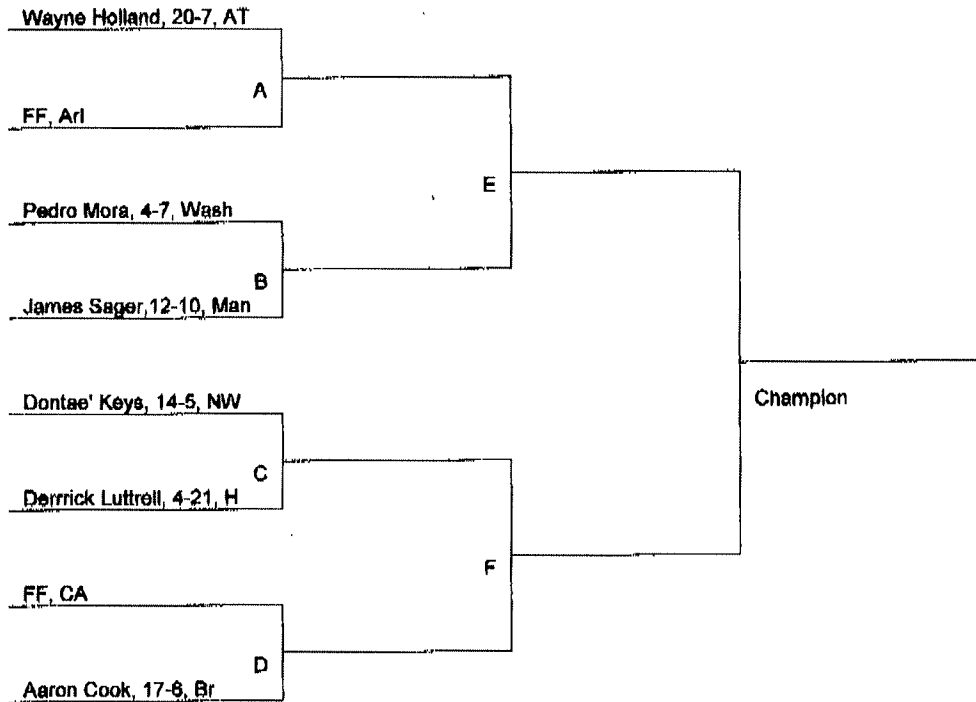 Wayne Holland, 20-7, AT
A
FF, Arl
E
Pedro Mora, 4-7, Wash
B
James Sager,12-10, Man
Champion
Dontae' Keys, 14-5, NW
C
Derrrick Luttrell, 4-21, H
F
FF, CA
D
Aaron Cook, 17-6, Br